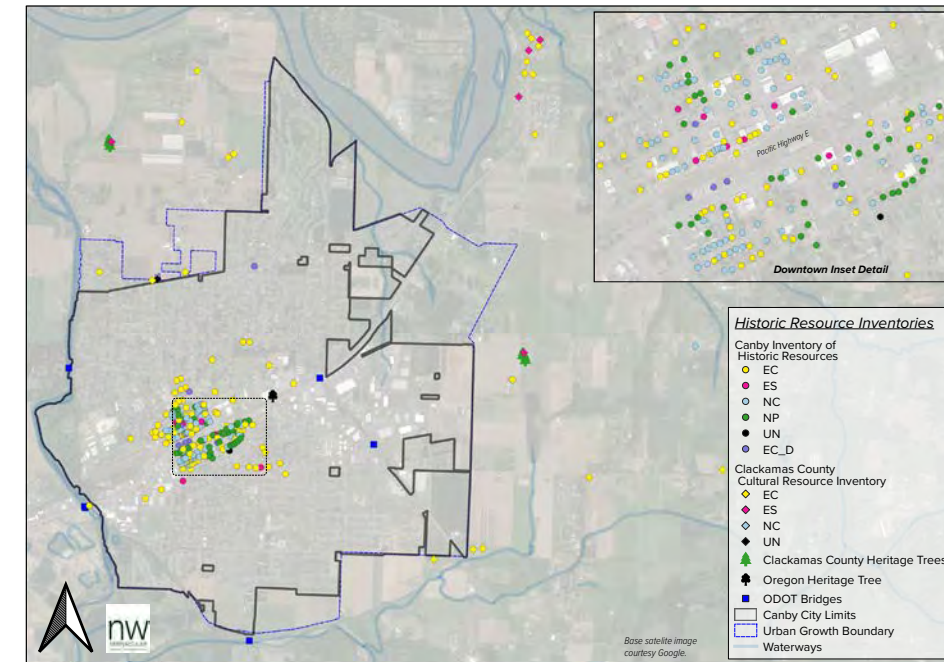 Pacific Highway E
Downtown Inset Detail
Historic Resource Inventories
Canby Inventory of
Historic Resources
EC
ES
NC
NP
UN
EC_D
Clackamas County
Cultural Resource Inventory
EC
ES
NC
UN
Clackamas County Heritage Trees
Oregon Heritage Tree
ODOT Bridges
Canby City Limits
Urban Growth Boundary
Waterways
nw
Base satelite image
courtesy Google.